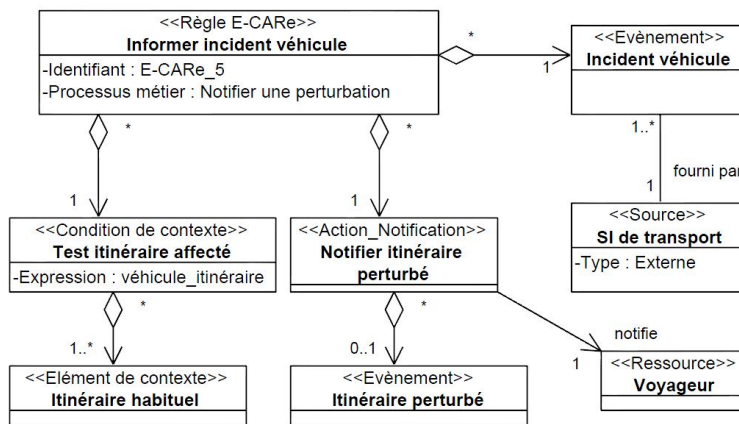 <<Règle E-CARe>>
Informer incident véhicule
-Identifiant : E-CARe_5
-Processus métier : Notifier une perturbation
*
1
<<Evènement>>
Incident véhicule
*
1
*
1
1..*
fourni par
1
<<Condition de contexte>>
Test itinéraire affecté
-Expression : véhicule_itinéraire
<<Action_Notification>>
Notifier itinéraire
perturbé
<<Source>>
SI de transport
-Type : Externe
*
1..*
*
0..1
notifie
1
<<Elément de contexte>>
Itinéraire habituel
<<Evènement>>
Itinéraire perturbé
<<Ressource>>
Voyageur